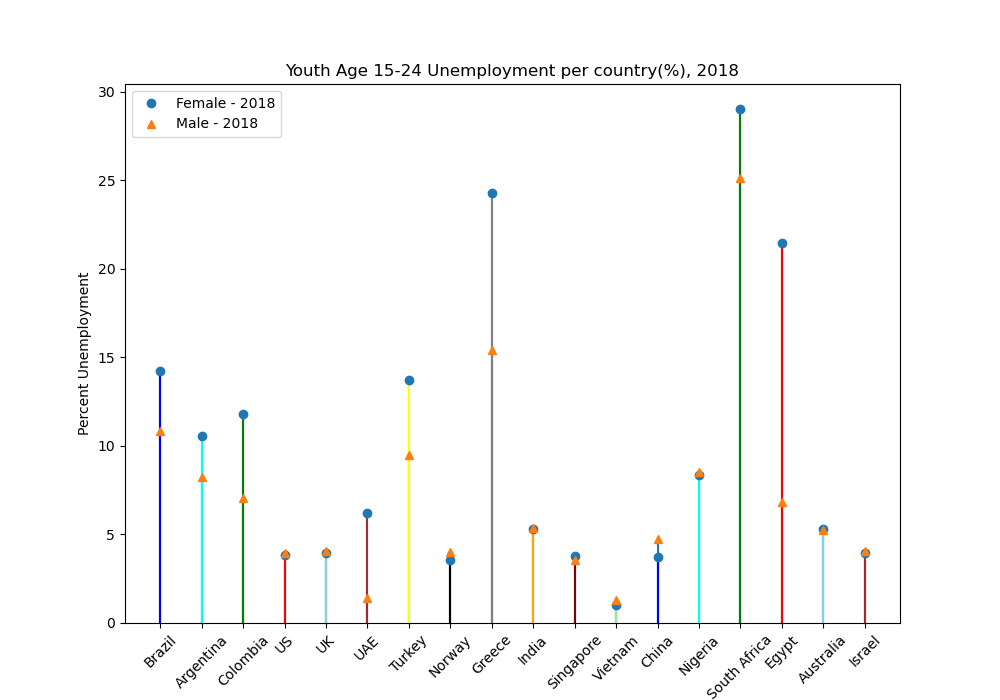 Youth Age 15-24 Unemployment per country(%), 2018
Female - 2018
Male - 2018
Percent Unemployment
30
25
20
15
10
5
0
Brazil
Argentina
Colombia
US
UK
UAE
Turkey
Norway
Greece
India
Singapore
Vietnam
China
Nigeria
South Africa
Egypt
Australia
Israel